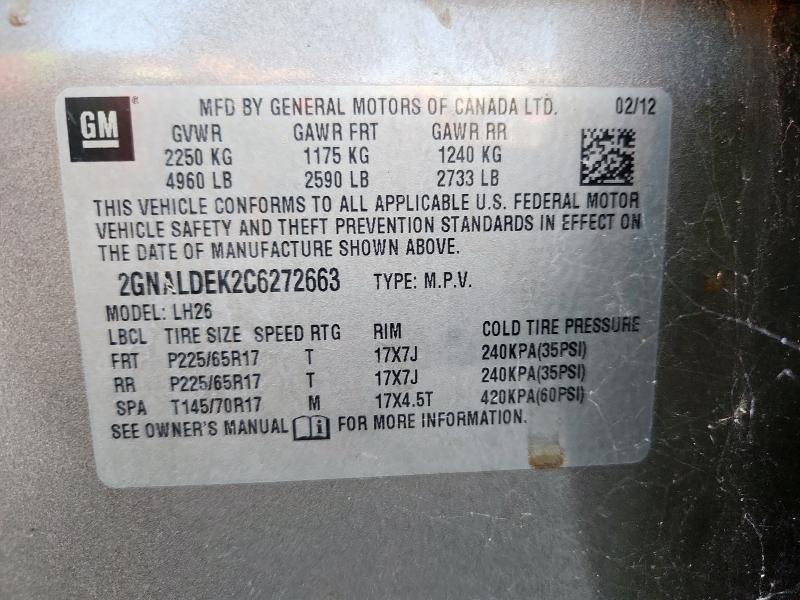 GM
MFD BY GENERAL MOTORS OF CANADA LTD. 02/12
GVWR GAWR FRT GAWR RR
2250 KG 1175 KG 1240 KG
4960 LB 2590 LB 2733 LB
THIS VEHICLE CONFORMS TO ALL APPLICABLE U.S. FEDERAL MOTOR
VEHICLE SAFETY AND THEFT PREVENTION STANDARDS IN EFFECT ON
THE DATE OF MANUFACTURE SHOWN ABOVE.
2GNALDEK2C6272663 TYPE: M.P.V.
MODEL: LH26
LBCL TIRE SIZE SPEED RTG RIM COLD TIRE PRESSURE
FRT P225/65R17 T 17X7J 240KPA(35PSI)
RR P225/65R17 T 17X7J 240KPA(35PSI)
SPA T145/70R17 M 17X4.5T 420KPA(60PSI)
SEE OWNER'S MANUAL i FOR MORE INFORMATION.